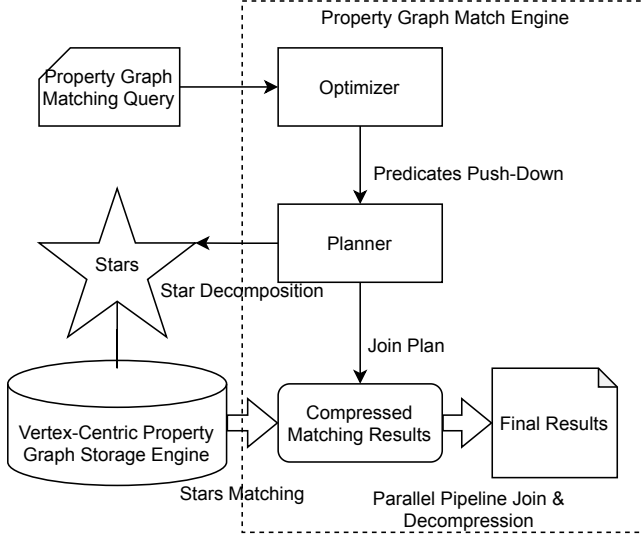 Property Graph Match Engine
Property Graph
Matching Query
Optimizer
Predicates Push-Down
Planner
Stars
Star Decomposition
Join Plan
Vertex-Centric Property
Graph Storage Engine
Compressed
Matching Results
Final Results
Stars Matching
Parallel Pipeline Join &
Decompression